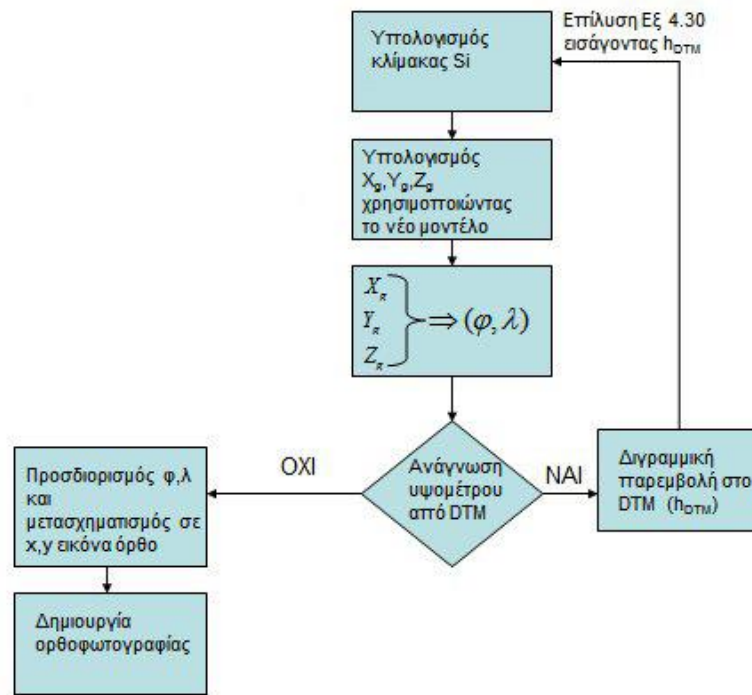 Υπολογισμός
κλίμακας Si
Επίλυση Εξ 4.30
εισάγοντας hDTM
Υπολογισμός
Xg,Yg,Zg
χρησιμοποιώντας
το νέο μοντέλο
Xg
Yg
Zg
⇒(φ,λ)
Ανάγνωση
υψομέτρου
από DTM
ΟΧΙ
ΝΑΙ
Διγραμμική
παρεμβολή στο
DTM (hDTM)
Προσδιορισμός φ,λ
και
μετασχηματισμός σε
x,y εικόνα όρθο
Δημιουργία
ορθοφωτογραφίας